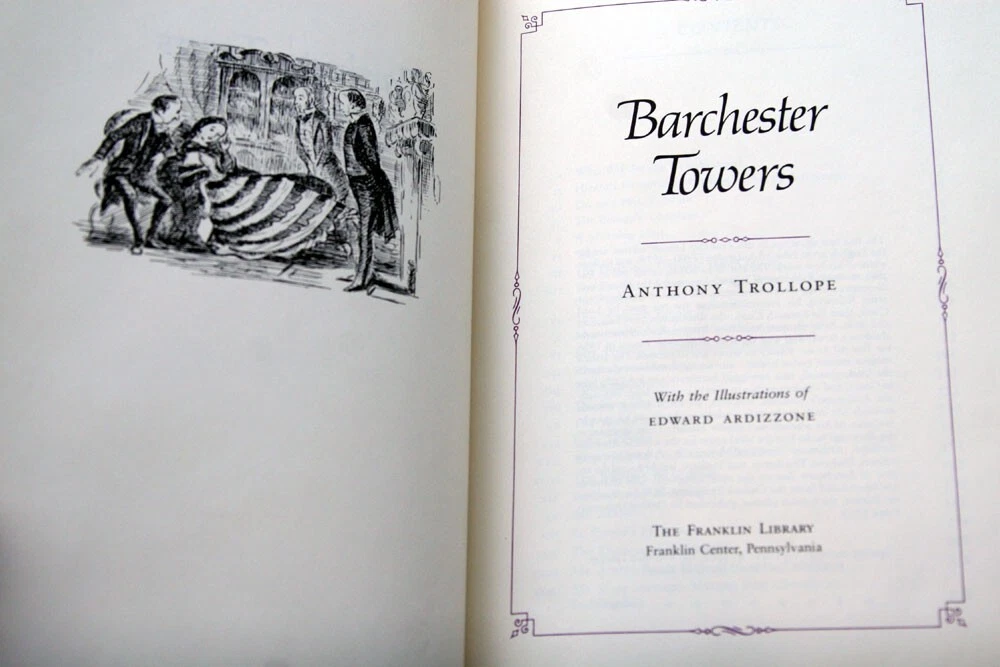 Barchester
Towers
ANTHONY TROLLOPE
With the Illustrations of
EDWARD ARDIZZONE
THE FRANKLIN LIBRARY
Franklin Center, Pennsylvania